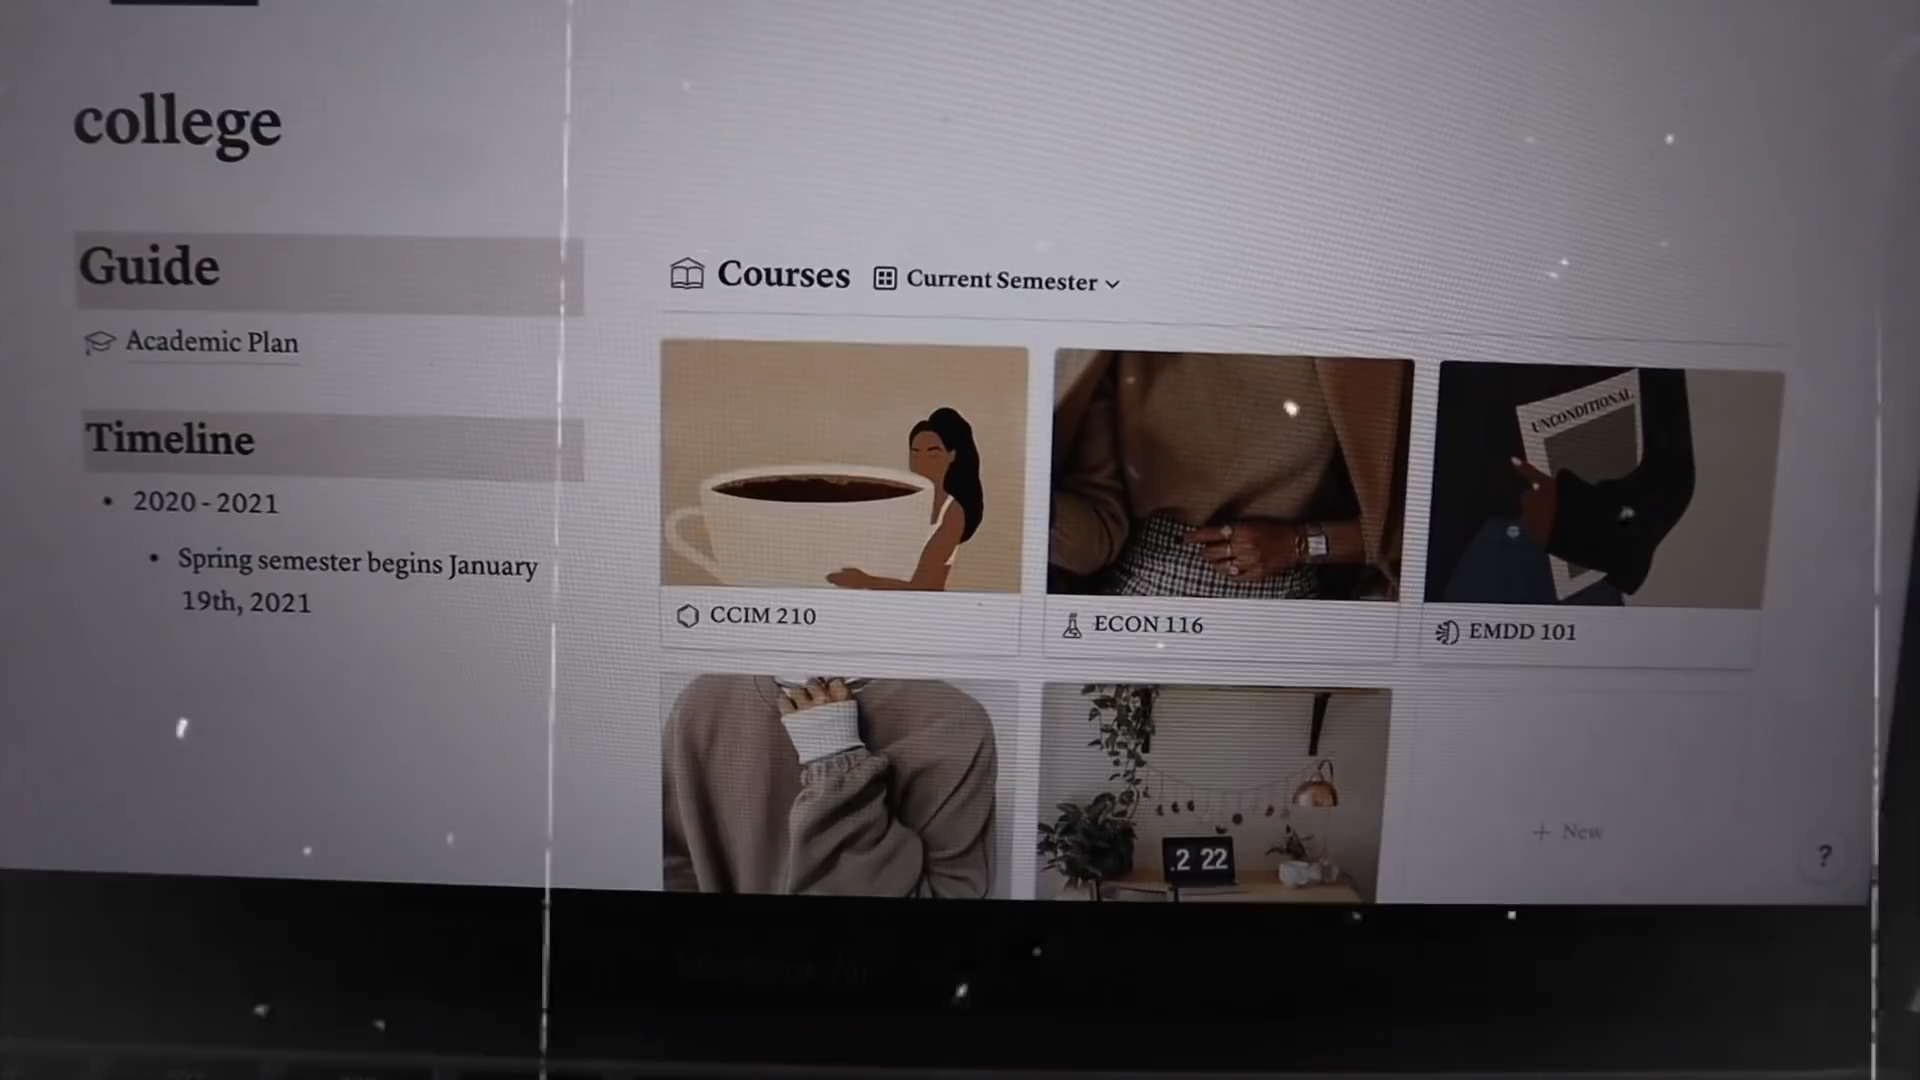 college
Guide
Academic Plan
Timeline
2020 - 2021
Spring semester begins January
19th, 2021
Courses
Current Semester
UNCONDITIONAL
CCIM 210
ECON 116
EMDD 101
2 22
+ New
?